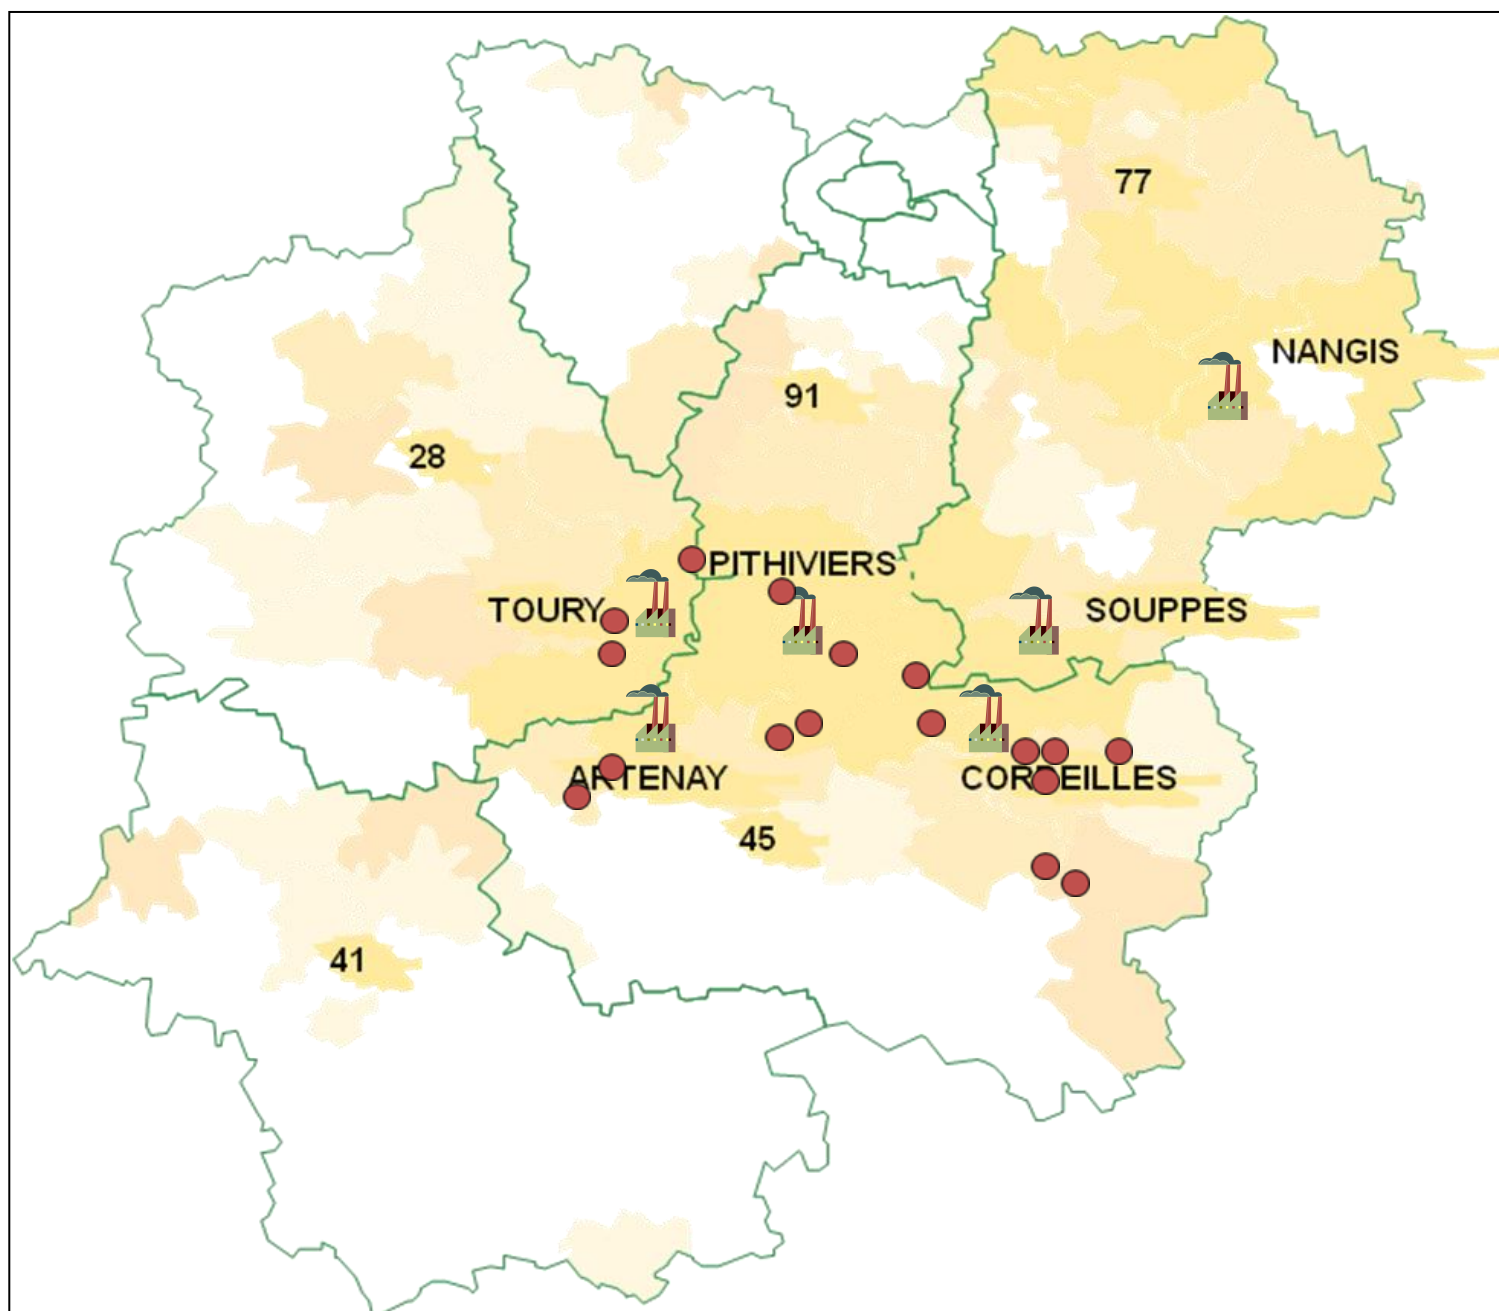 77
NANGIS
91
28
PITHIVIERS
TOURY
SOUPPES
ARTENAY
CORBEILLES
45
41